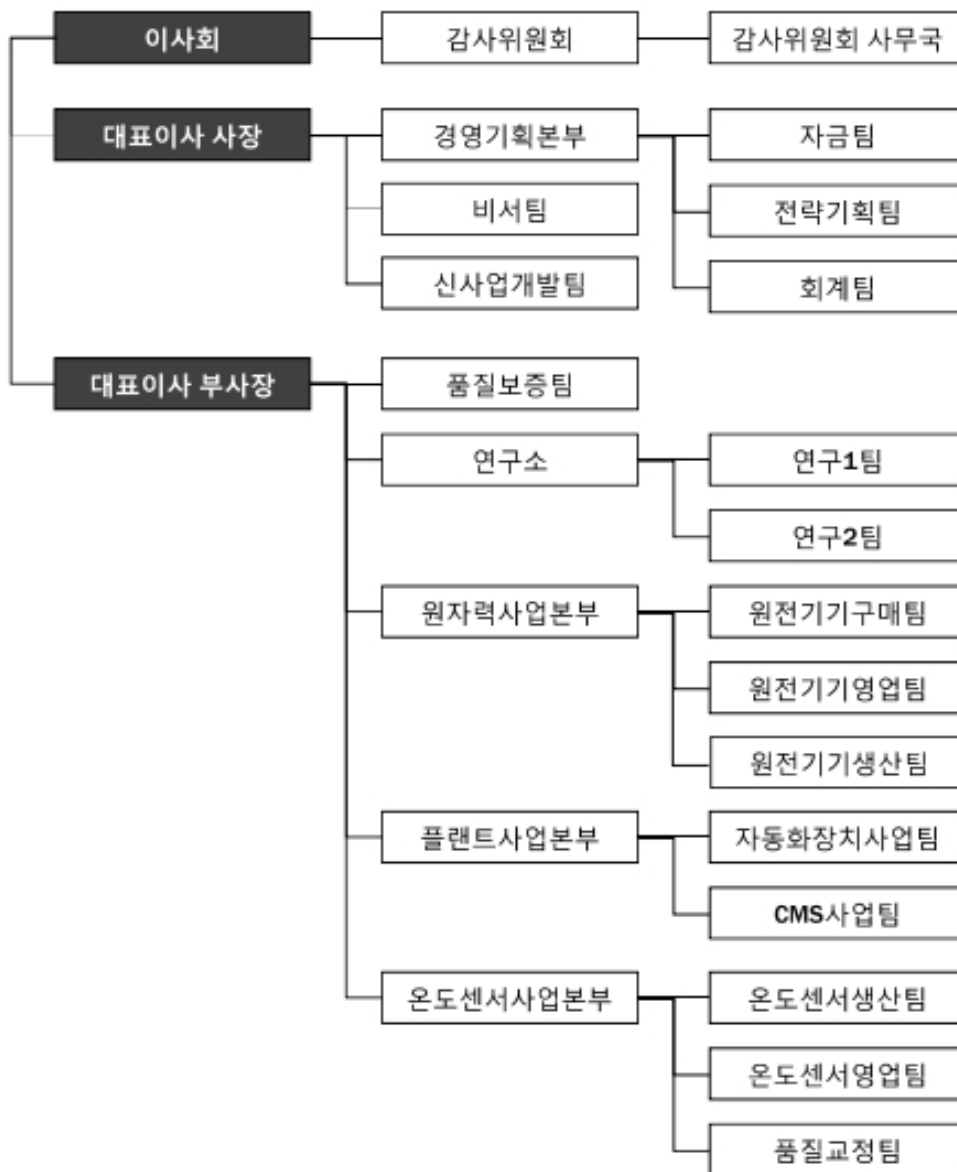 이사회
감사위원회
감사위원회 사무국
대표이사 사장
경영기획본부
자금팀
비서팀
전략기획팀
신사업개발팀
회계팀
대표이사 부사장
품질보증팀
연구소
연구1팀
연구2팀
원자력사업본부
원전기기구매팀
원전기기영업팀
원전기기생산팀
플랜트사업본부
자동화장치사업팀
CMS사업팀
온도센서사업본부
온도센서생산팀
온도센서영업팀
품질교정팀